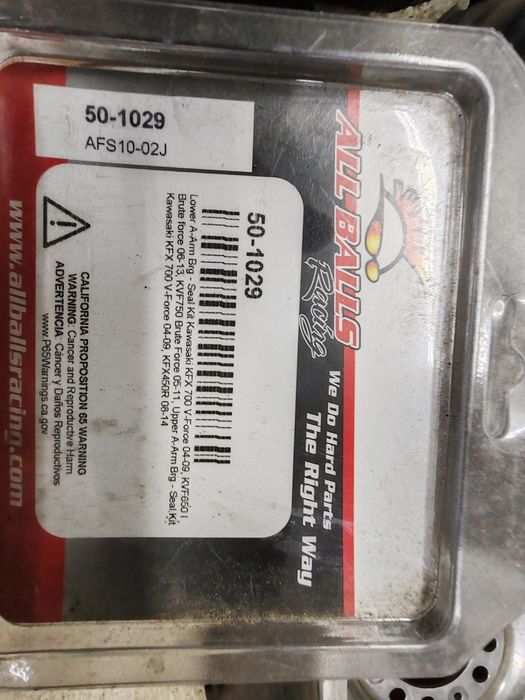 50-1029
AFS10-02J
ALL BALLS
Racing
We Do Hard Parts
The Right Way
50-1029
Lower A-Arm Brg - Seal Kit Kawasaki KFX 700 V-Force 04-09, KVF650 I
Brute force 06-13, KVF750 Brute Force 05-11, Upper A-Arm Brg - Seal Kit
Kawasaki KFX 700 V-Force 04-09, KFX450R 08-14
CALIFORNIA PROPOSITION 65 WARNING
WARNING: Cancer and Reproductive Harm
ADVERTENCIA: Cáncer y Daños Reproductivos
www.P65Warnings.ca.gov
www.allballsracing.com